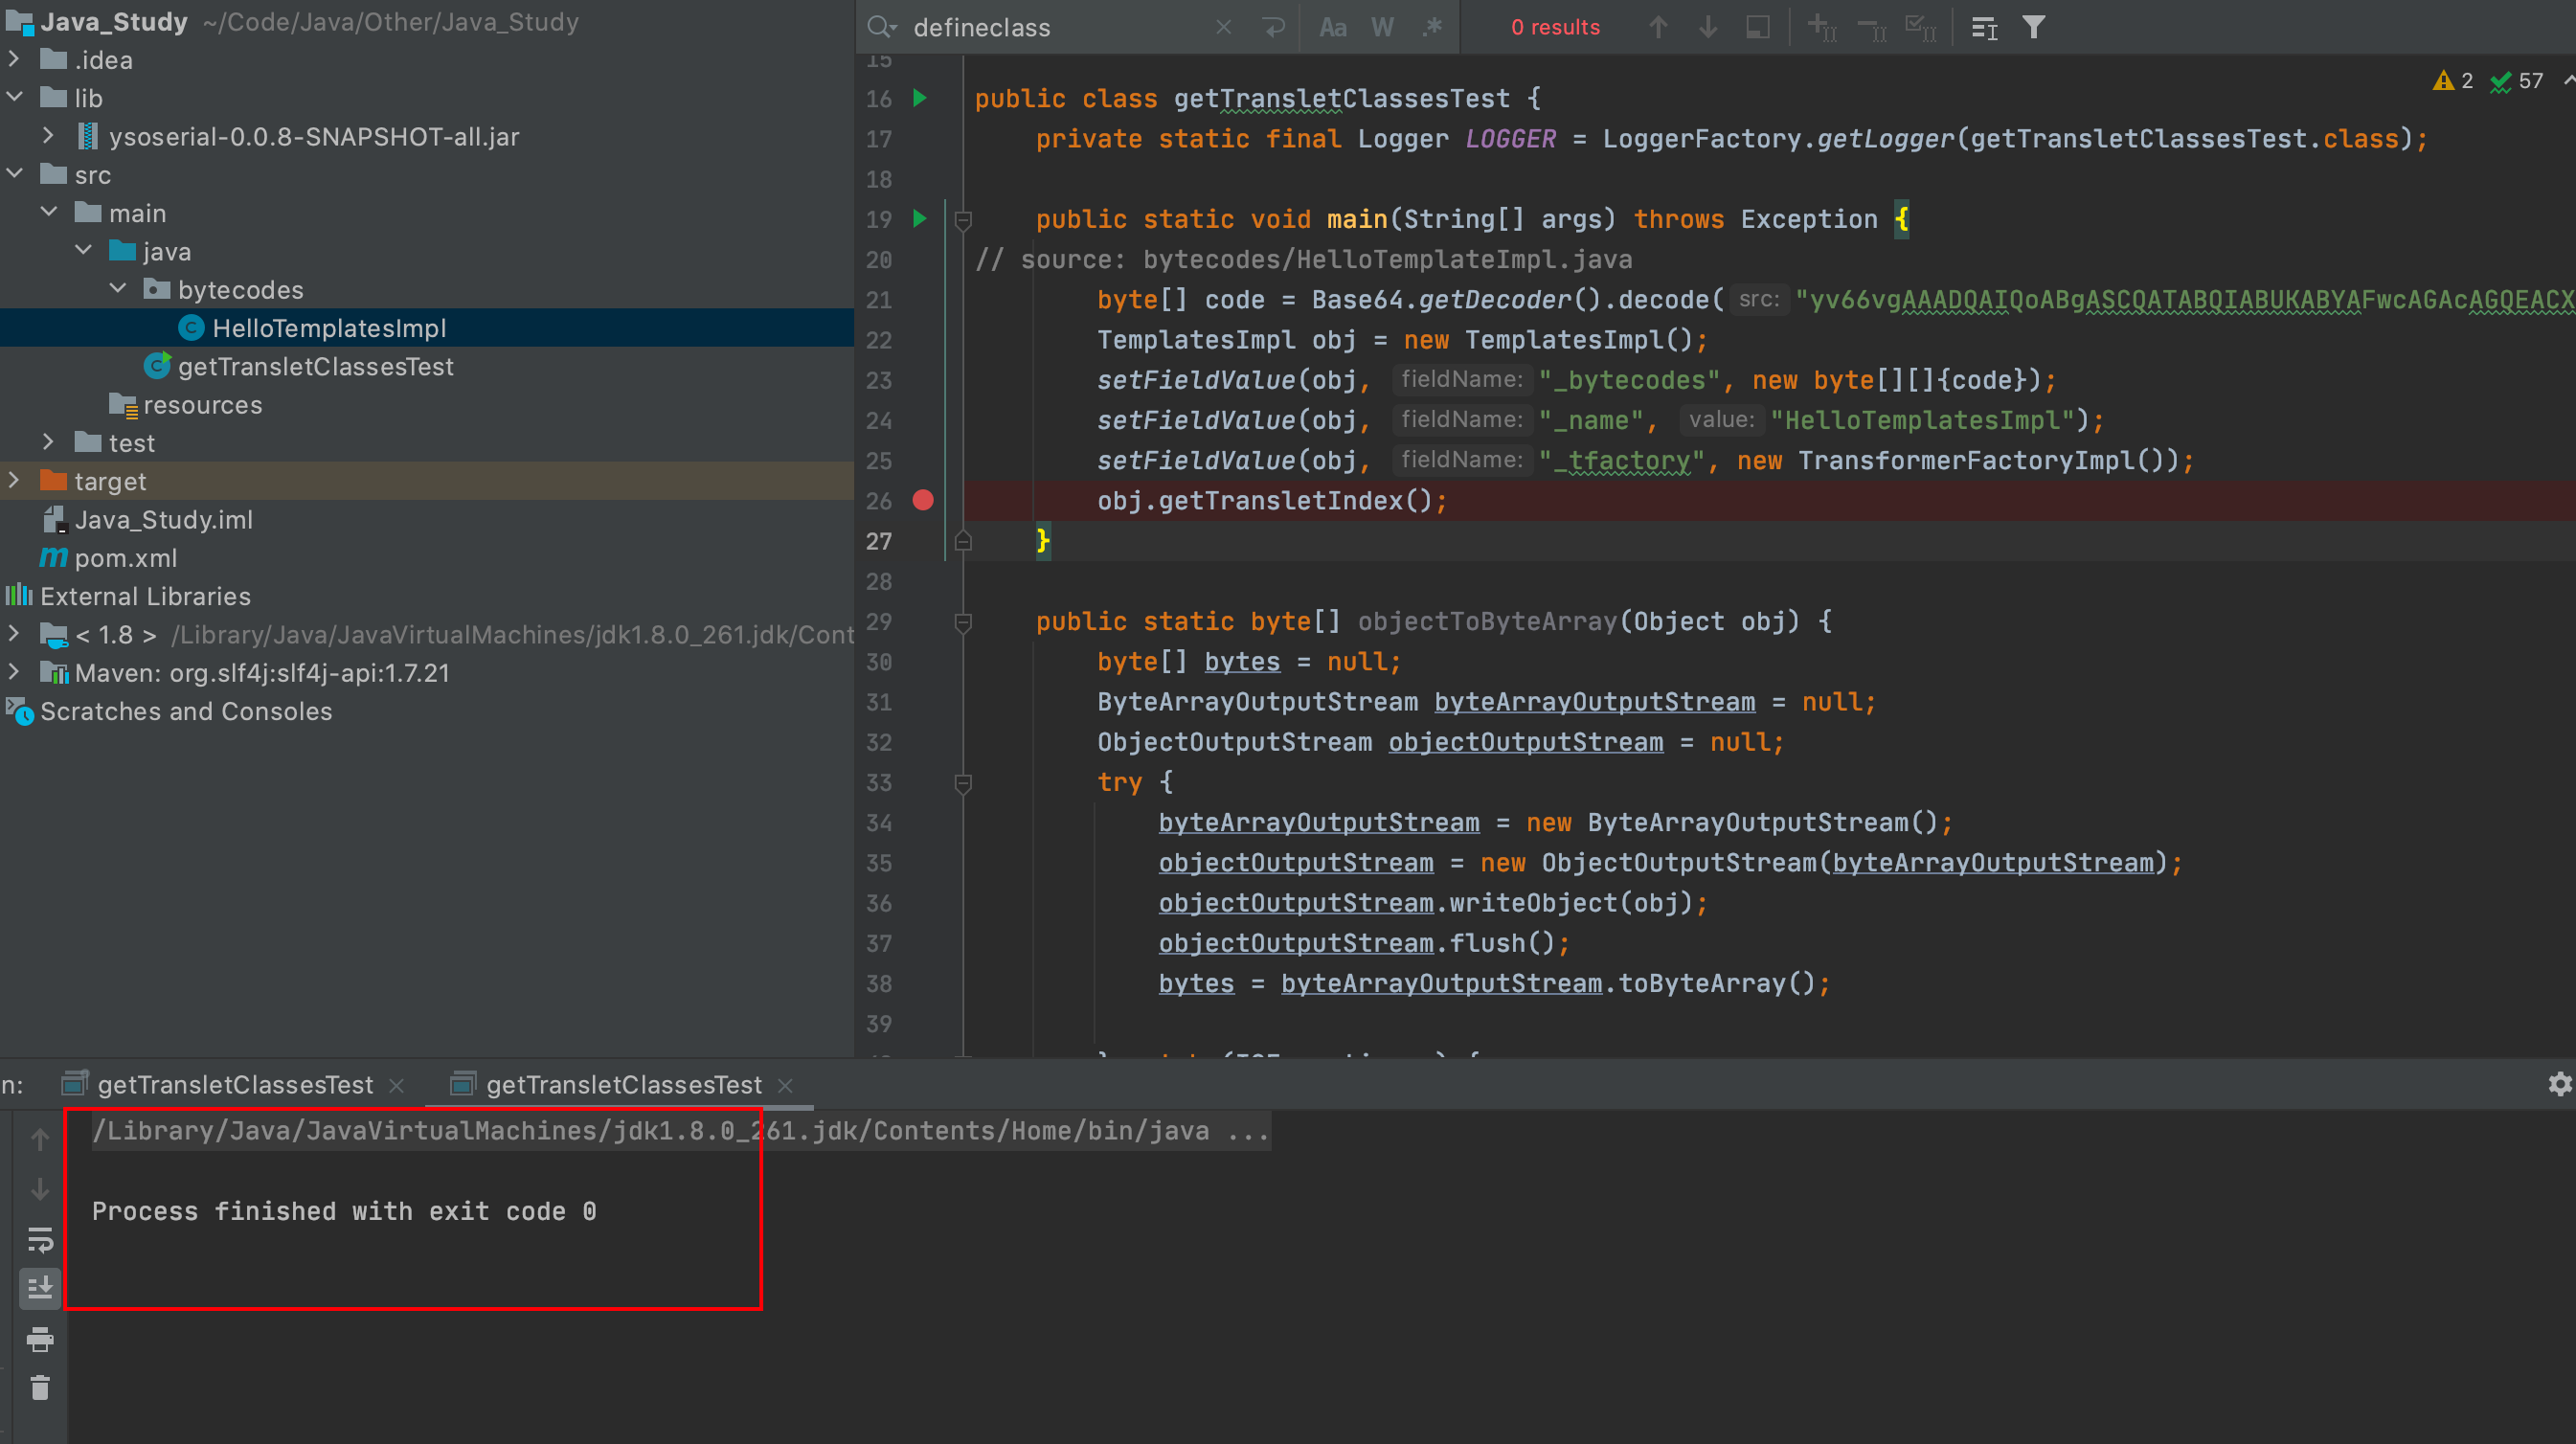 Java_Study ~/Code/Java/Other/Java_Study
.idea
lib
ysoserial-0.0.8-SNAPSHOT-all.jar
src
main
java
bytecodes
HelloTemplatesImpl
getTransletClassesTest
resources
test
target
Java_Study.iml
pom.xml
External Libraries
< 1.8 > /Library/Java/JavaVirtualMachines/jdk1.8.0_261.jdk/Cont
Maven: org.slf4j:slf4j-api:1.7.21
Scratches and Consoles
defineclass
Aa W .* 0 results
2 57
15
16 public class getTransletClassesTest {
17 private static final Logger LOGGER = LoggerFactory.getLogger(getTransletClassesTest.class);
18
19 public static void main(String[] args) throws Exception {
20 // source: bytecodes/HelloTemplateImpl.java
21 byte[] code = Base64.getDecoder().decode( src: "yv66vgAAADQAIQoABgASCQATABQIABUKABYAFwcAGAcAGQEACX
22 TemplatesImpl obj = new TemplatesImpl();
23 setFieldValue(obj, fieldName: "_bytecodes", new byte[][]{code});
24 setFieldValue(obj, fieldName: "_name", value: "HelloTemplatesImpl");
25 setFieldValue(obj, fieldName: "_tfactory", new TransformerFactoryImpl());
26 obj.getTransletIndex();
27 }
28
29 public static byte[] objectToByteArray(Object obj) {
30 byte[] bytes = null;
31 ByteArrayOutputStream byteArrayOutputStream = null;
32 ObjectOutputStream objectOutputStream = null;
33 try {
34 byteArrayOutputStream = new ByteArrayOutputStream();
35 objectOutputStream = new ObjectOutputStream(byteArrayOutputStream);
36 objectOutputStream.writeObject(obj);
37 objectOutputStream.flush();
38 bytes = byteArrayOutputStream.toByteArray();
39
n: getTransletClassesTest getTransletClassesTest
/Library/Java/JavaVirtualMachines/jdk1.8.0_261.jdk/Contents/Home/bin/java ...
Process finished with exit code 0